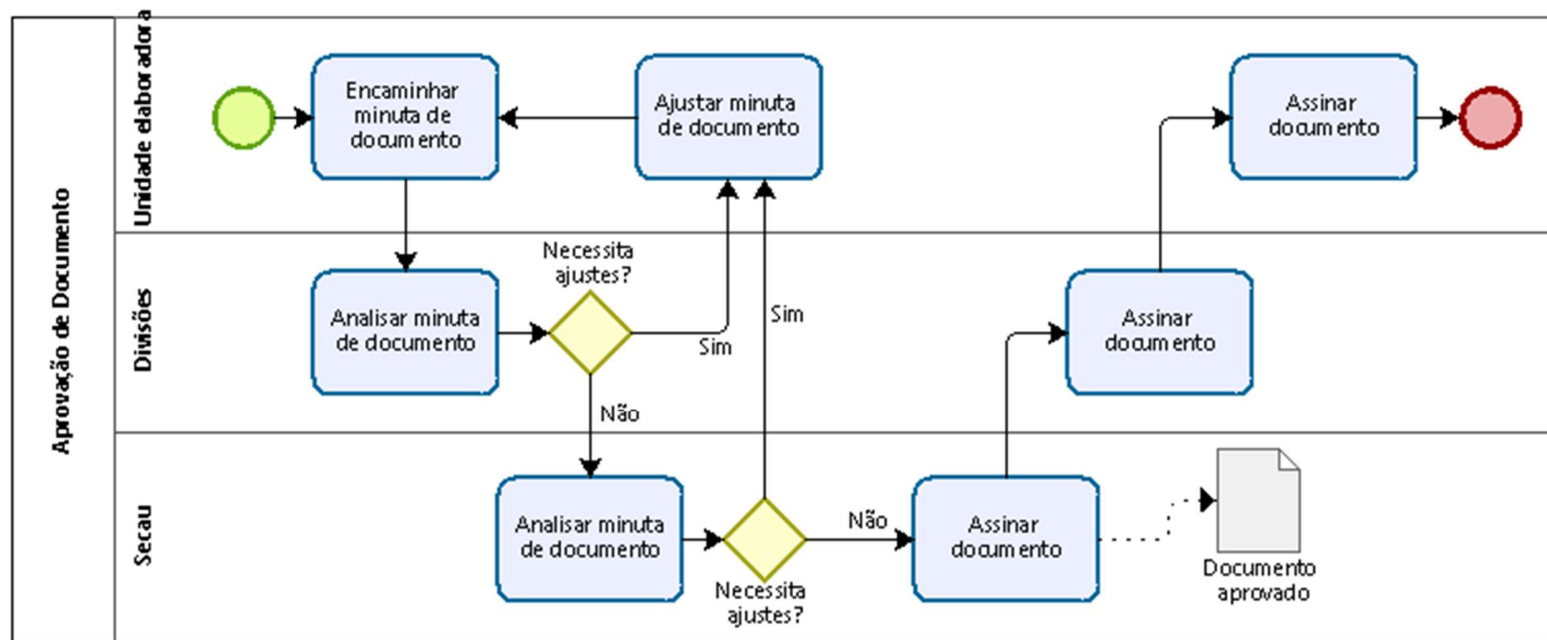 Aprovação de Documento
Unidade elaboradora
Encaminhar
minuta de
documento
Ajustar minuta
de documento
Assinar
documento
Divisões
Analisar minuta
de documento
Necessita
ajustes?
Sim
Sim
Não
Assinar
documento
Secau
Analisar minuta
de documento
Necessita
ajustes?
Não
Assinar
documento
Documento
aprovado